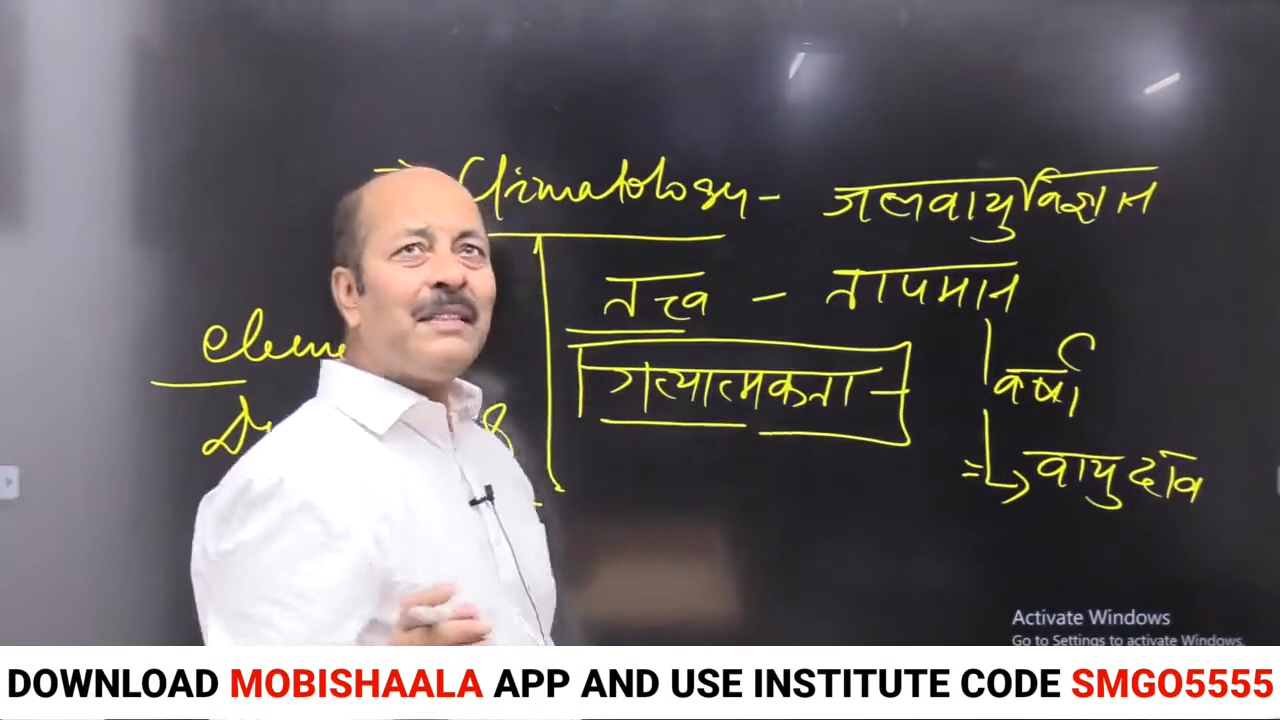 Climatology - जलवायुविज्ञान
तत्त्व - तापमान
गत्यात्मकता -
वर्षा
वायुदाव
Activate Windows
Go to Settings to activate Windows.
DOWNLOAD MOBISHAALA APP AND USE INSTITUTE CODE SMGO5555